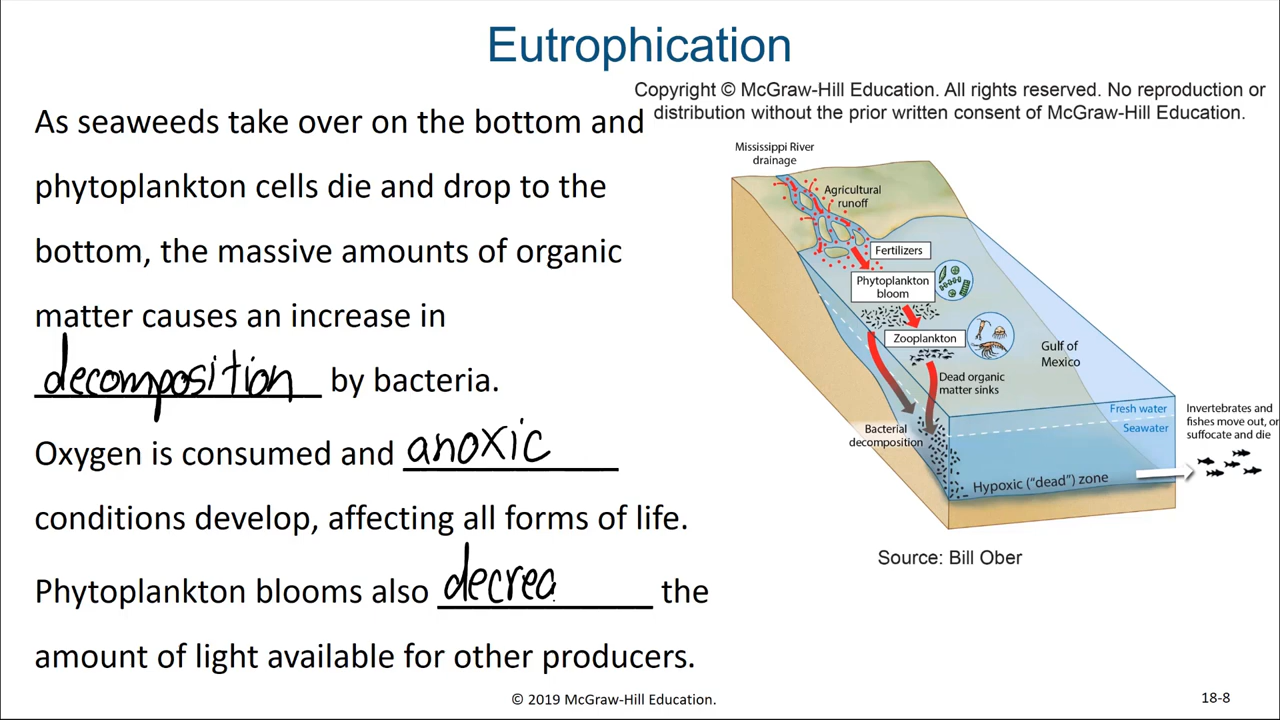 Eutrophication
Copyright © McGraw-Hill Education. All rights reserved. No reproduction or
distribution without the prior written consent of McGraw-Hill Education.
As seaweeds take over on the bottom and
phytoplankton cells die and drop to the
bottom, the massive amounts of organic
matter causes an increase in
decomposition by bacteria.
Oxygen is consumed and anoxic
conditions develop, affecting all forms of life.
Phytoplankton blooms also decrea the
amount of light available for other producers.
Mississippi River
drainage
Agricultural
runoff
Fertilizers
Phytoplankton
bloom
Zooplankton
Gulf of
Mexico
Dead organic
matter sinks
Bacterial
decomposition
Fresh water
Seawater
Invertebrates and
fishes move out, or
suffocate and die
Hypoxic ("dead") zone
Source: Bill Ober
© 2019 McGraw-Hill Education.
18-8